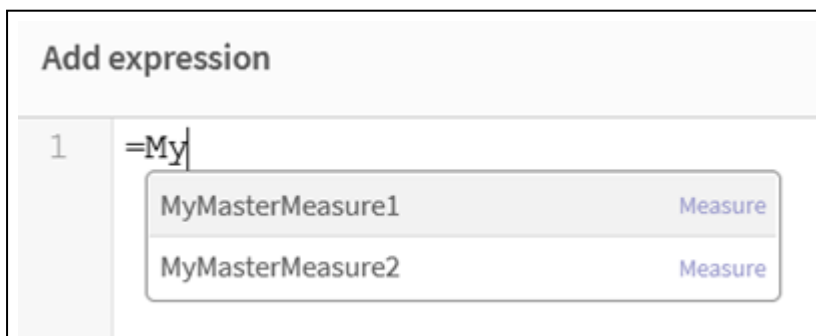 Add expression
1 =My
MyMasterMeasure1 Measure
MyMasterMeasure2 Measure